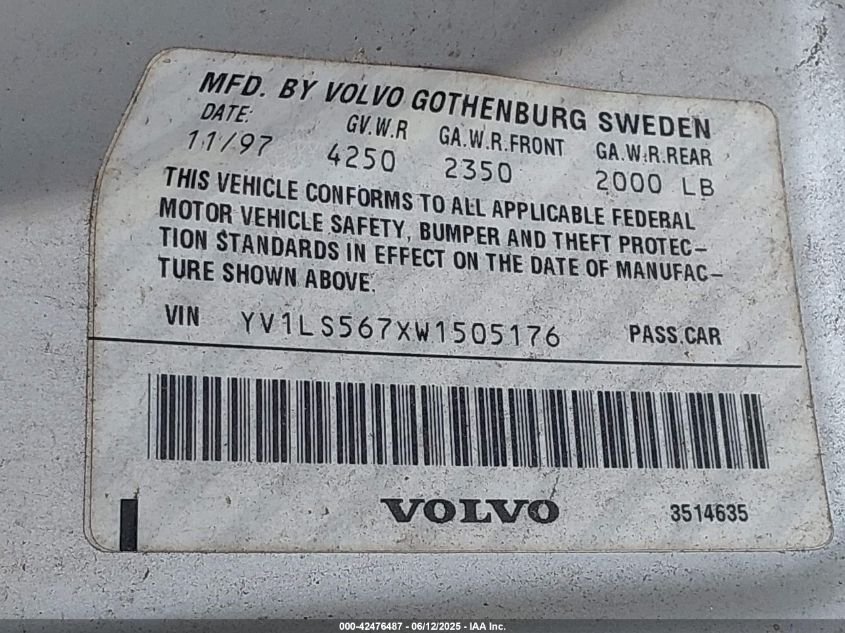 MFD. BY VOLVO GOTHENBURG SWEDEN
DATE: GV.W.R GA.W.R.FRONT GA.W.R.REAR
11/97 4250 2350 2000 LB
THIS VEHICLE CONFORMS TO ALL APPLICABLE FEDERAL
MOTOR VEHICLE SAFETY, BUMPER AND THEFT PROTEC-
TION STANDARDS IN EFFECT ON THE DATE OF MANUFAC-
TURE SHOWN ABOVE.
VIN YV1LS567XW1505176 PASS.CAR
VOLVO 3514635
000-42476487 - 06/12/2025 - IAA Inc.